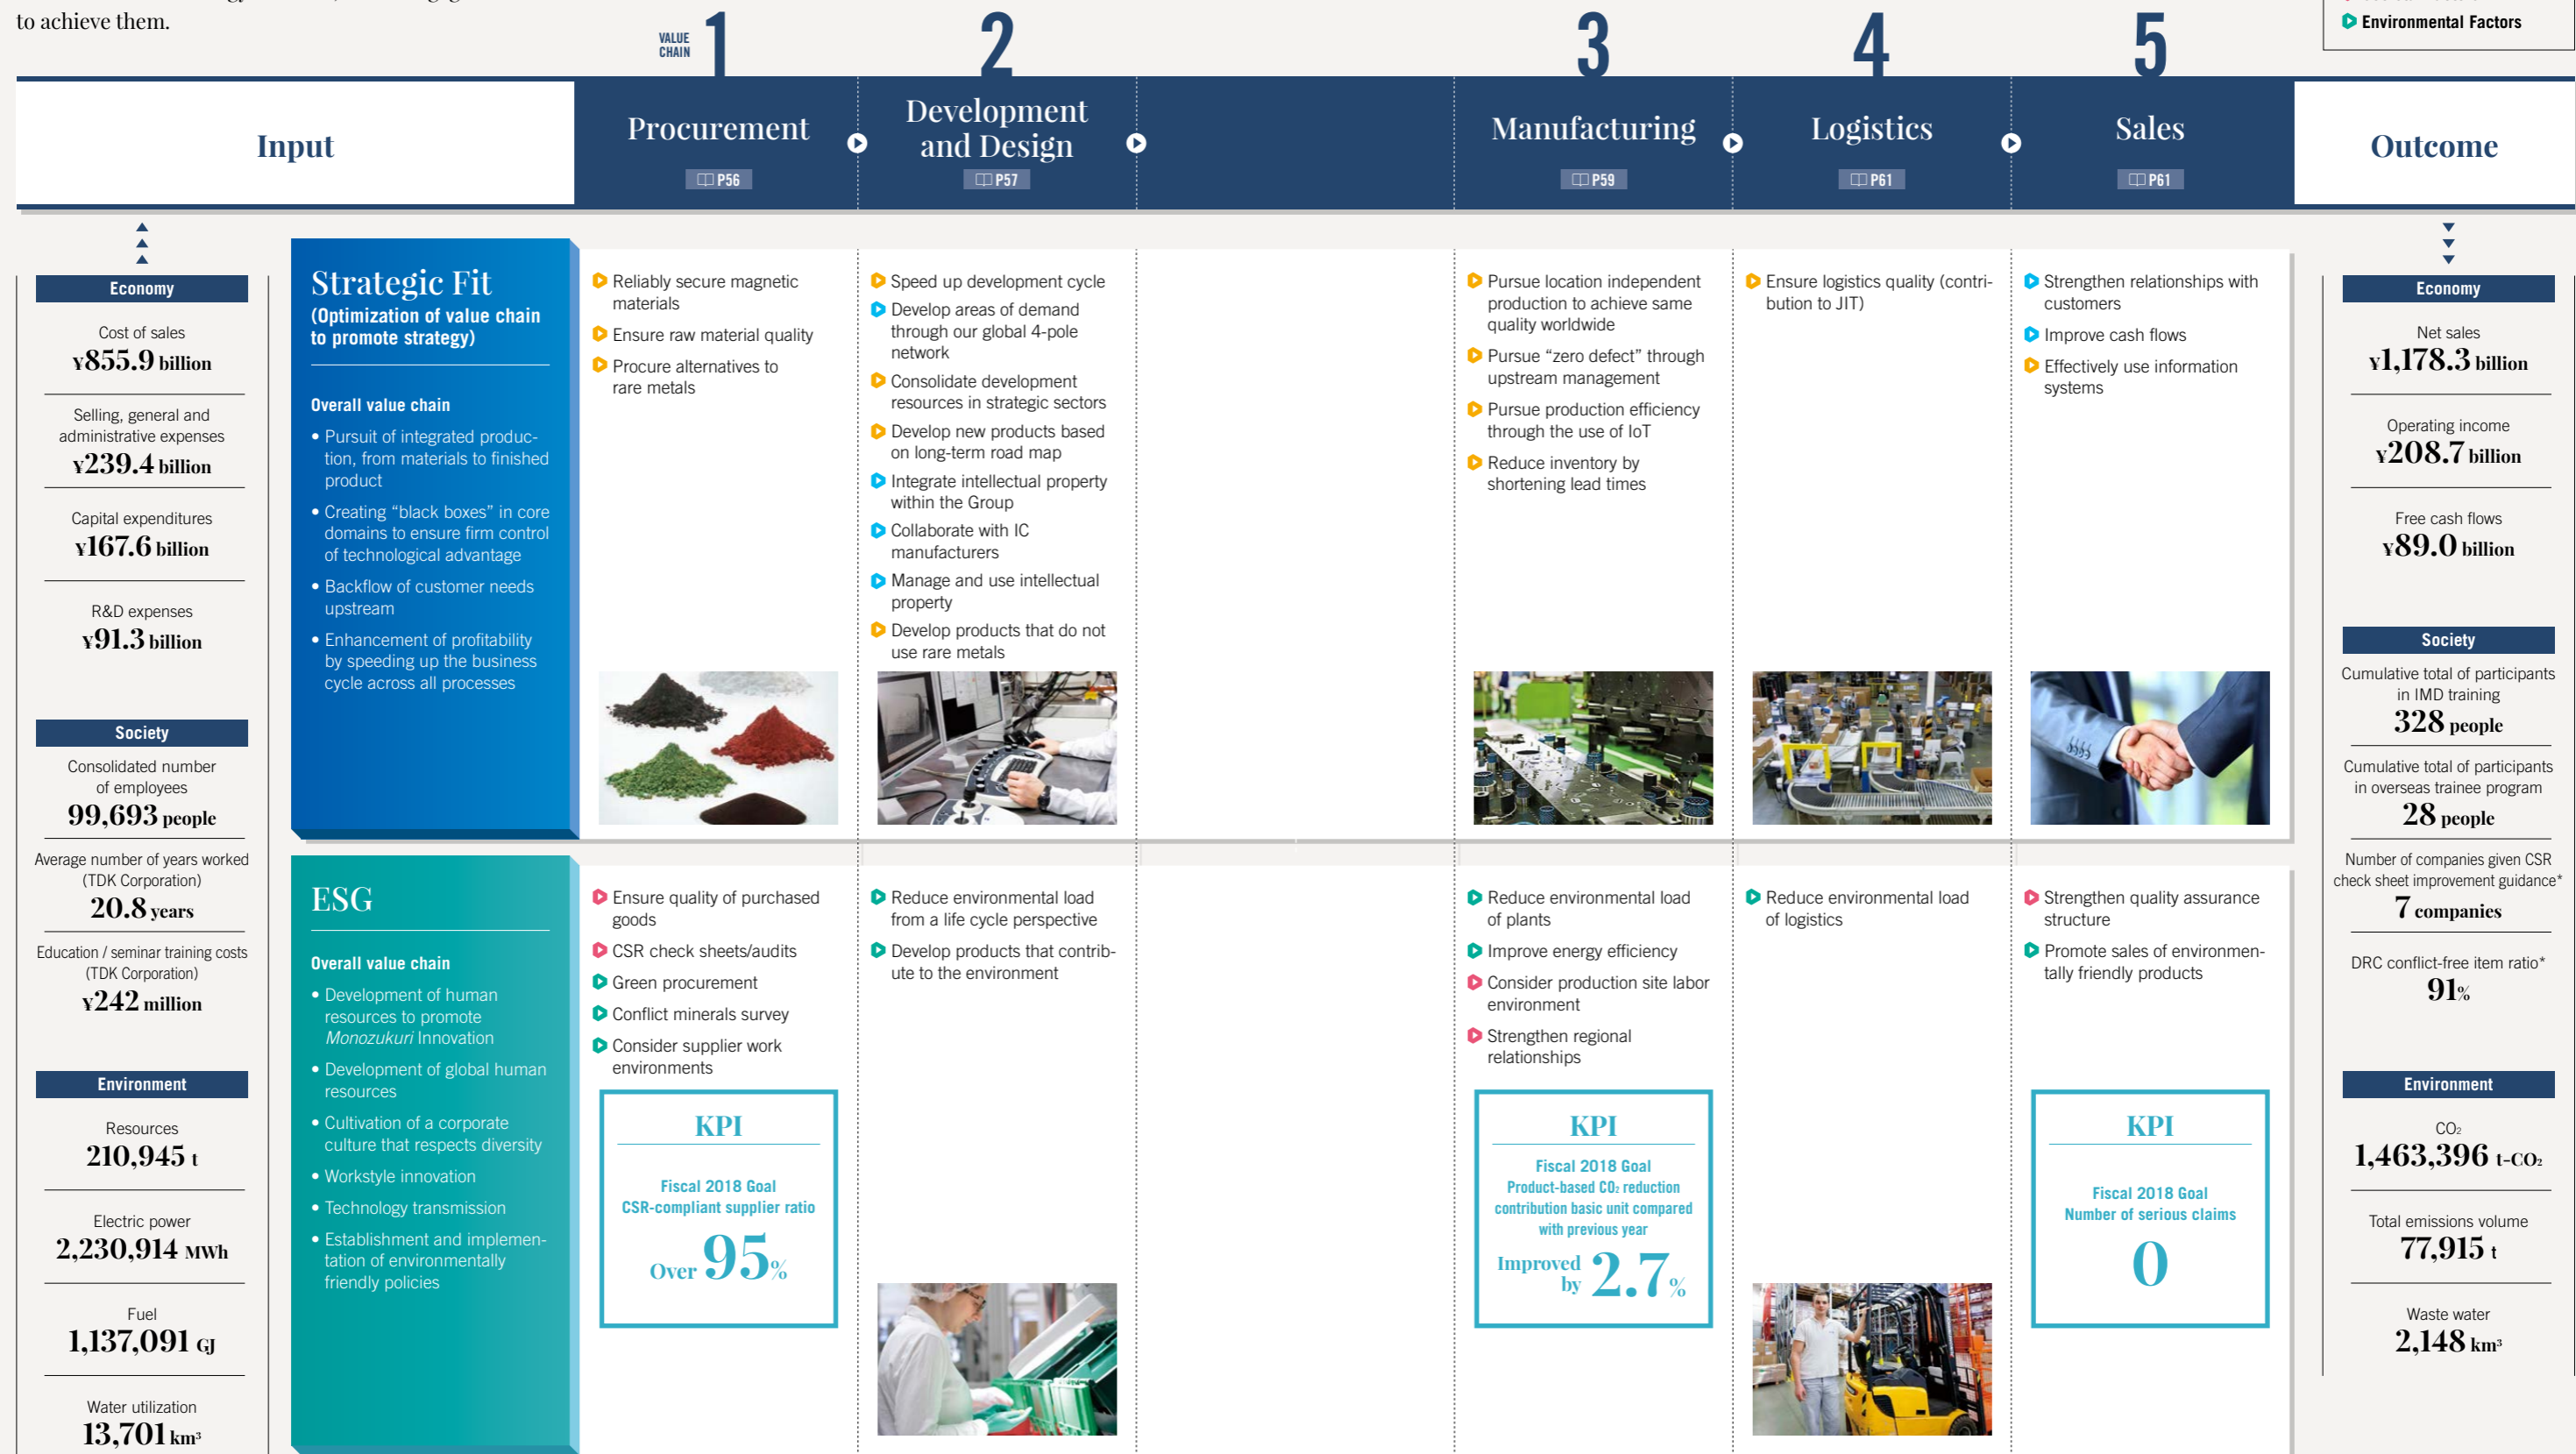 to achieve them.
Environmental Factors
VALUE
CHAIN
1
2
3
4
5
Input
Procurement
P56
Development
and Design
P57
Manufacturing
P59
Logistics
P61
Sales
P61
Outcome
Economy
Cost of sales
¥855.9 billion
Selling, general and
administrative expenses
¥239.4 billion
Capital expenditures
¥167.6 billion
R&D expenses
¥91.3 billion
Society
Consolidated number
of employees
99,693 people
Average number of years worked
(TDK Corporation)
20.8 years
Education / seminar training costs
(TDK Corporation)
¥242 million
Environment
Resources
210,945 t
Electric power
2,230,914 MWh
Fuel
1,137,091 GJ
Water utilization
13,701 km³
Strategic Fit
(Optimization of value chain
to promote strategy)
Overall value chain
• Pursuit of integrated produc-
tion, from materials to finished
product
• Creating “black boxes” in core
domains to ensure firm control
of technological advantage
• Backflow of customer needs
upstream
• Enhancement of profitability
by speeding up the business
cycle across all processes
Reliably secure magnetic
materials
Ensure raw material quality
Procure alternatives to
rare metals
Speed up development cycle
Develop areas of demand
through our global 4-pole
network
Consolidate development
resources in strategic sectors
Develop new products based
on long-term road map
Integrate intellectual property
within the Group
Collaborate with IC
manufacturers
Manage and use intellectual
property
Develop products that do not
use rare metals
Pursue location independent
production to achieve same
quality worldwide
Pursue “zero defect” through
upstream management
Pursue production efficiency
through the use of IoT
Reduce inventory by
shortening lead times
Ensure logistics quality (contri-
bution to JIT)
Strengthen relationships with
customers
Improve cash flows
Effectively use information
systems
ESG
Overall value chain
• Development of human
resources to promote
Monozukuri Innovation
• Development of global human
resources
• Cultivation of a corporate
culture that respects diversity
• Workstyle innovation
• Technology transmission
• Establishment and implemen-
tation of environmentally
friendly policies
Ensure quality of purchased
goods
CSR check sheets/audits
Green procurement
Conflict minerals survey
Consider supplier work
environments
KPI
Fiscal 2018 Goal
CSR-compliant supplier ratio
Over 95%
Reduce environmental load
from a life cycle perspective
Develop products that contrib-
ute to the environment
Reduce environmental load
of plants
Improve energy efficiency
Consider production site labor
environment
Strengthen regional
relationships
KPI
Fiscal 2018 Goal
Product-based CO₂ reduction
contribution basic unit compared
with previous year
Improved
by 2.7%
Reduce environmental load
of logistics
Strengthen quality assurance
structure
Promote sales of environmen-
tally friendly products
KPI
Fiscal 2018 Goal
Number of serious claims
0
Economy
Net sales
¥1,178.3 billion
Operating income
¥208.7 billion
Free cash flows
¥89.0 billion
Society
Cumulative total of participants
in IMD training
328 people
Cumulative total of participants
in overseas trainee program
28 people
Number of companies given CSR
check sheet improvement guidance*
7 companies
DRC conflict-free item ratio*
91%
Environment
CO₂
1,463,396 t-CO₂
Total emissions volume
77,915 t
Waste water
2,148 km³